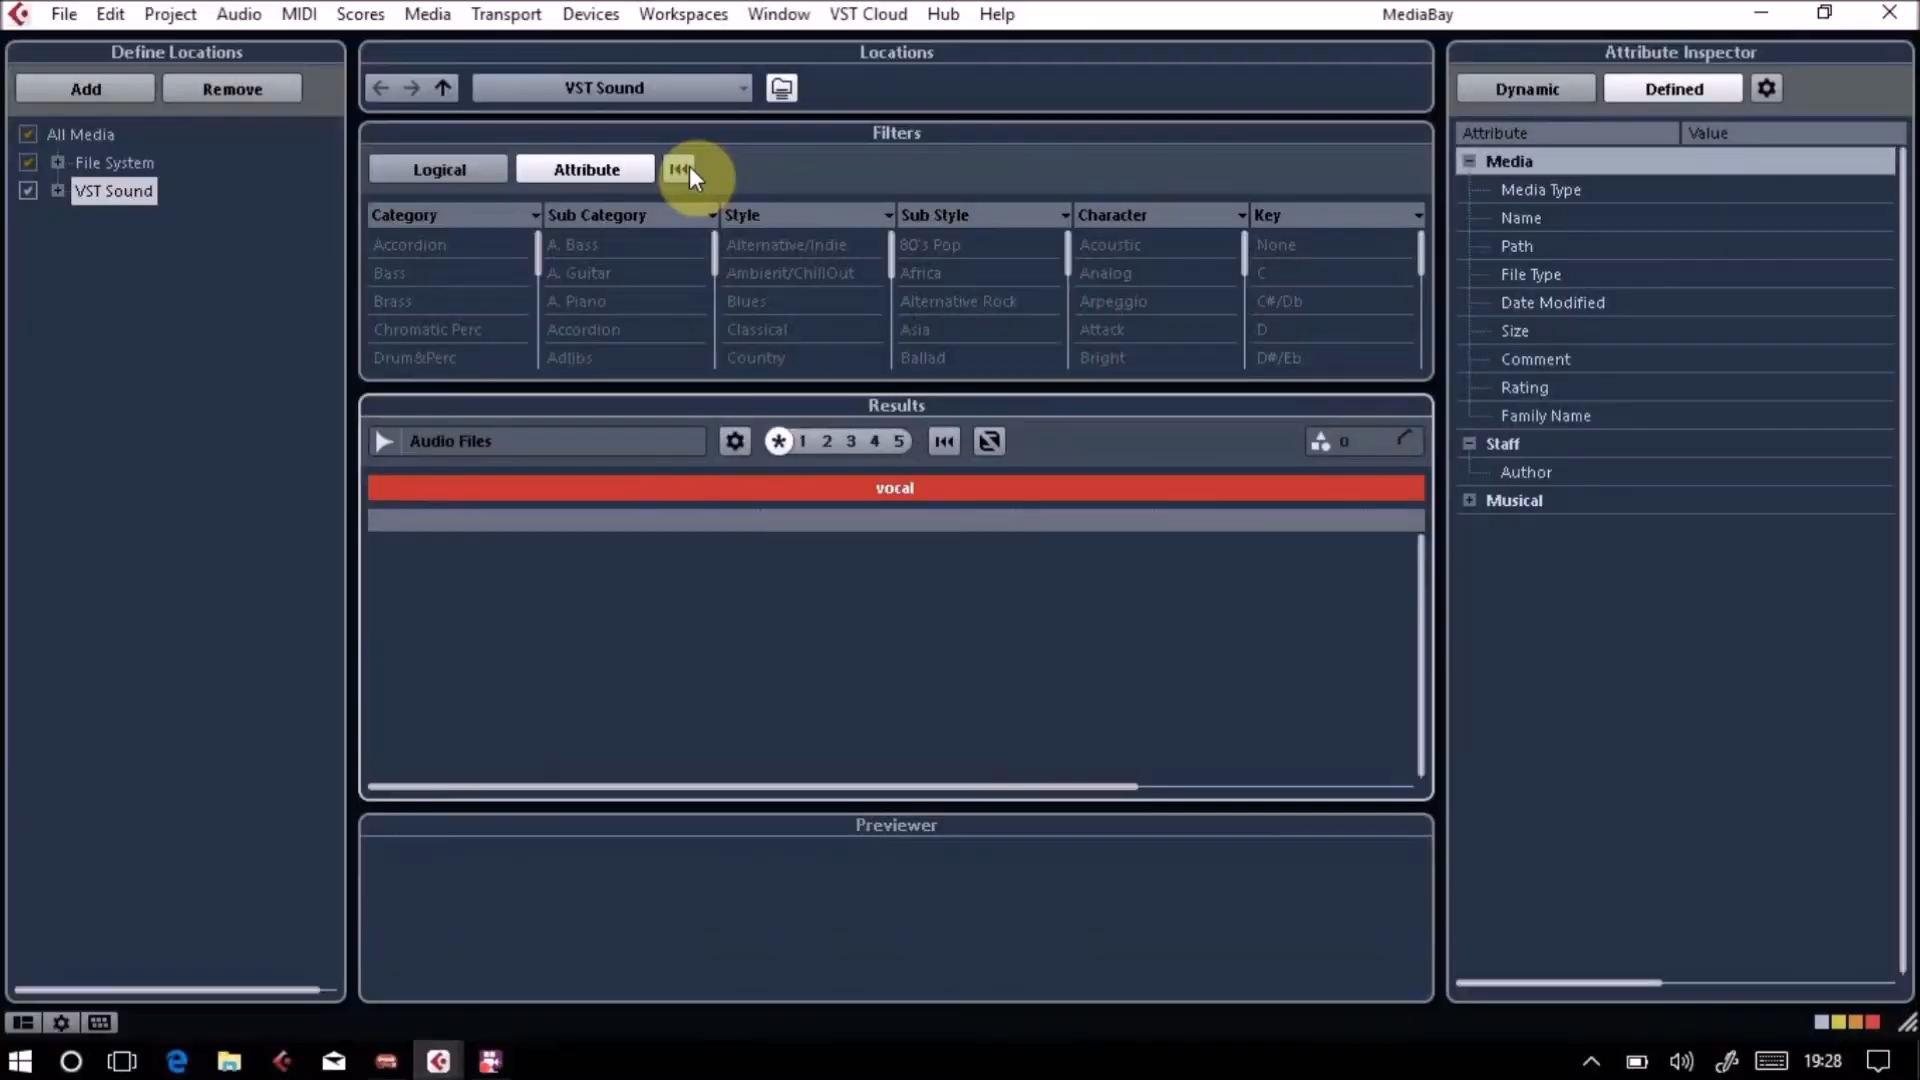 File Edit Project Audio MIDI Scores Media Transport Devices Workspaces Window VST Cloud Hub Help MediaBay
Define Locations
Add Remove
All Media
File System
VST Sound
Locations
VST Sound
Filters
Logical Attribute
Category Sub Category Style Sub Style Character Key
Accordion A. Bass Alternative/Indie 80's Pop Acoustic None
Bass A. Guitar Ambient/ChillOut Africa Analog C
Brass A. Piano Blues Alternative Rock Arpeggio C#/Db
Chromatic Perc Accordion Classical Asia Attack D
Drum&Perc Adlibs Country Ballad Bright D#/Eb
Results
Audio Files * 1 2 3 4 5 0
vocal
Previewer
Attribute Inspector
Dynamic Defined
Attribute Value
Media
Media Type
Name
Path
File Type
Date Modified
Size
Comment
Rating
Family Name
Staff
Author
Musical
19:28